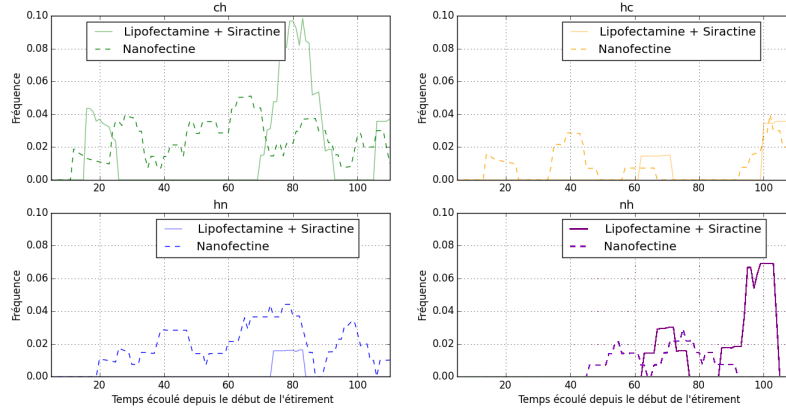 ch
Lipofectamine + Siractine
Nanofectine
Fréquence
0.10
0.08
0.06
0.04
0.02
0.00
20 40 60 80 100
hc
Lipofectamine + Siractine
Nanofectine
Fréquence
0.10
0.08
0.06
0.04
0.02
0.00
20 40 60 80 100
hn
Lipofectamine + Siractine
Nanofectine
Fréquence
0.10
0.08
0.06
0.04
0.02
0.00
20 40 60 80 100
Temps écoulé depuis le début de l'étirement
nh
Lipofectamine + Siractine
Nanofectine
Fréquence
0.10
0.08
0.06
0.04
0.02
0.00
20 40 60 80 100
Temps écoulé depuis le début de l'étirement